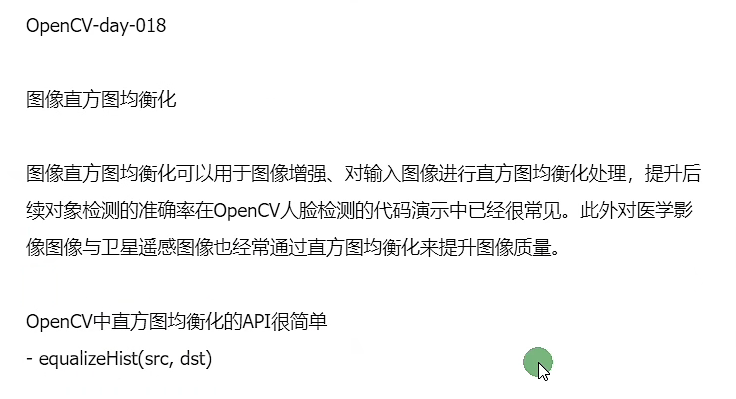 OpenCV-day-018
图像直方图均衡化
图像直方图均衡化可以用于图像增强、对输入图像进行直方图均衡化处理，提升后
续对象检测的准确率在OpenCV人脸检测的代码演示中已经很常见。此外对医学影
像图像与卫星遥感图像也经常通过直方图均衡化来提升图像质量。
OpenCV中直方图均衡化的API很简单
- equalizeHist(src, dst)